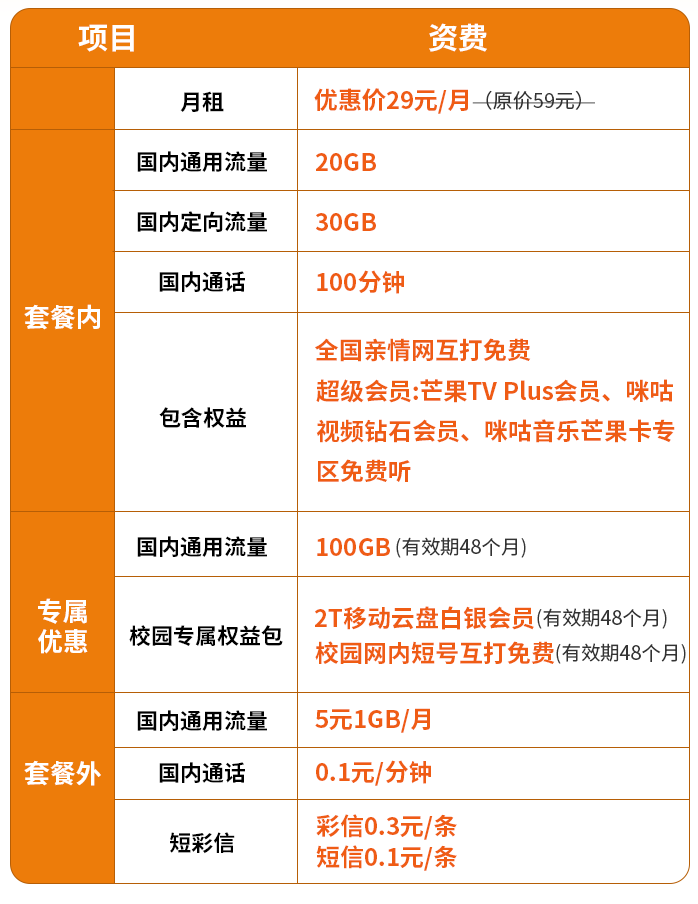 项目 资费
月租 优惠价29元/月（原价59元）
套餐内
国内通用流量 20GB
国内定向流量 30GB
国内通话 100分钟
包含权益
全国亲情网互打免费
超级会员:芒果TV Plus会员、咪咕
视频钻石会员、咪咕音乐芒果卡专
区免费听
专属
优惠
国内通用流量 100GB(有效期48个月)
校园专属权益包
2T移动云盘白银会员(有效期48个月)
校园网内短号互打免费(有效期48个月)
套餐外
国内通用流量 5元1GB/月
国内通话 0.1元/分钟
短彩信
彩信0.3元/条
短信0.1元/条